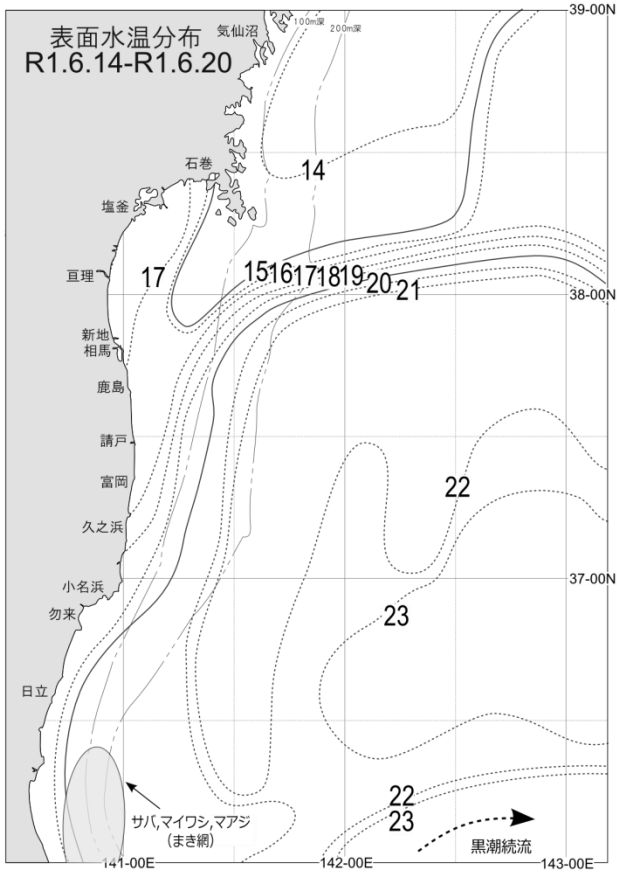 表面水温分布
R1.6.14-R1.6.20
気仙沼
100m深
200m深
39-00N
石巻
14
塩釜
亘理
17
15 16 17 18 19 20 21
38-00N
新地
相馬
鹿島
請戸
22
富岡
久之浜
37-00N
小名浜
勿来
23
日立
22
サバ,マイワシ,マアジ
(まき網)
23
黒潮続流
141-00E
142-00E
143-00E